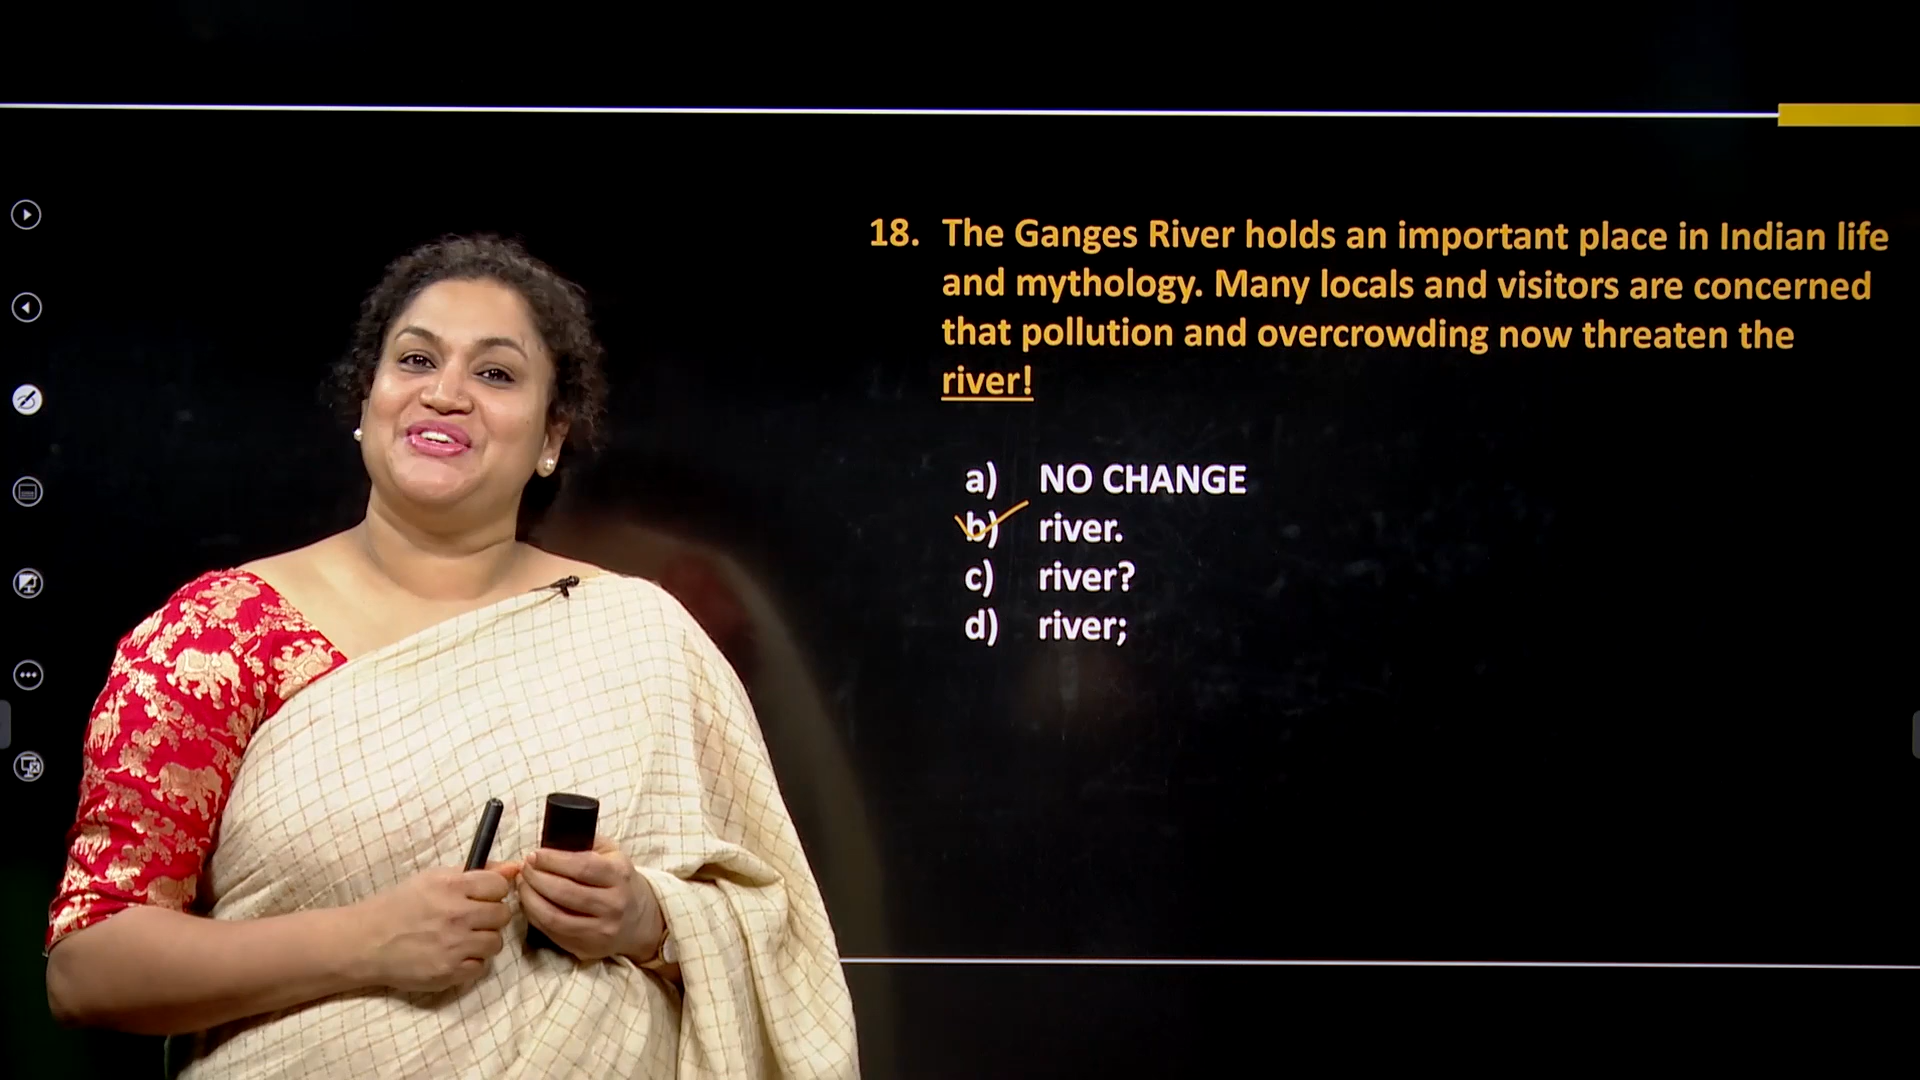 18. The Ganges River holds an important place in Indian life
and mythology. Many locals and visitors are concerned
that pollution and overcrowding now threaten the
river!
a) NO CHANGE
b) river.
c) river?
d) river;